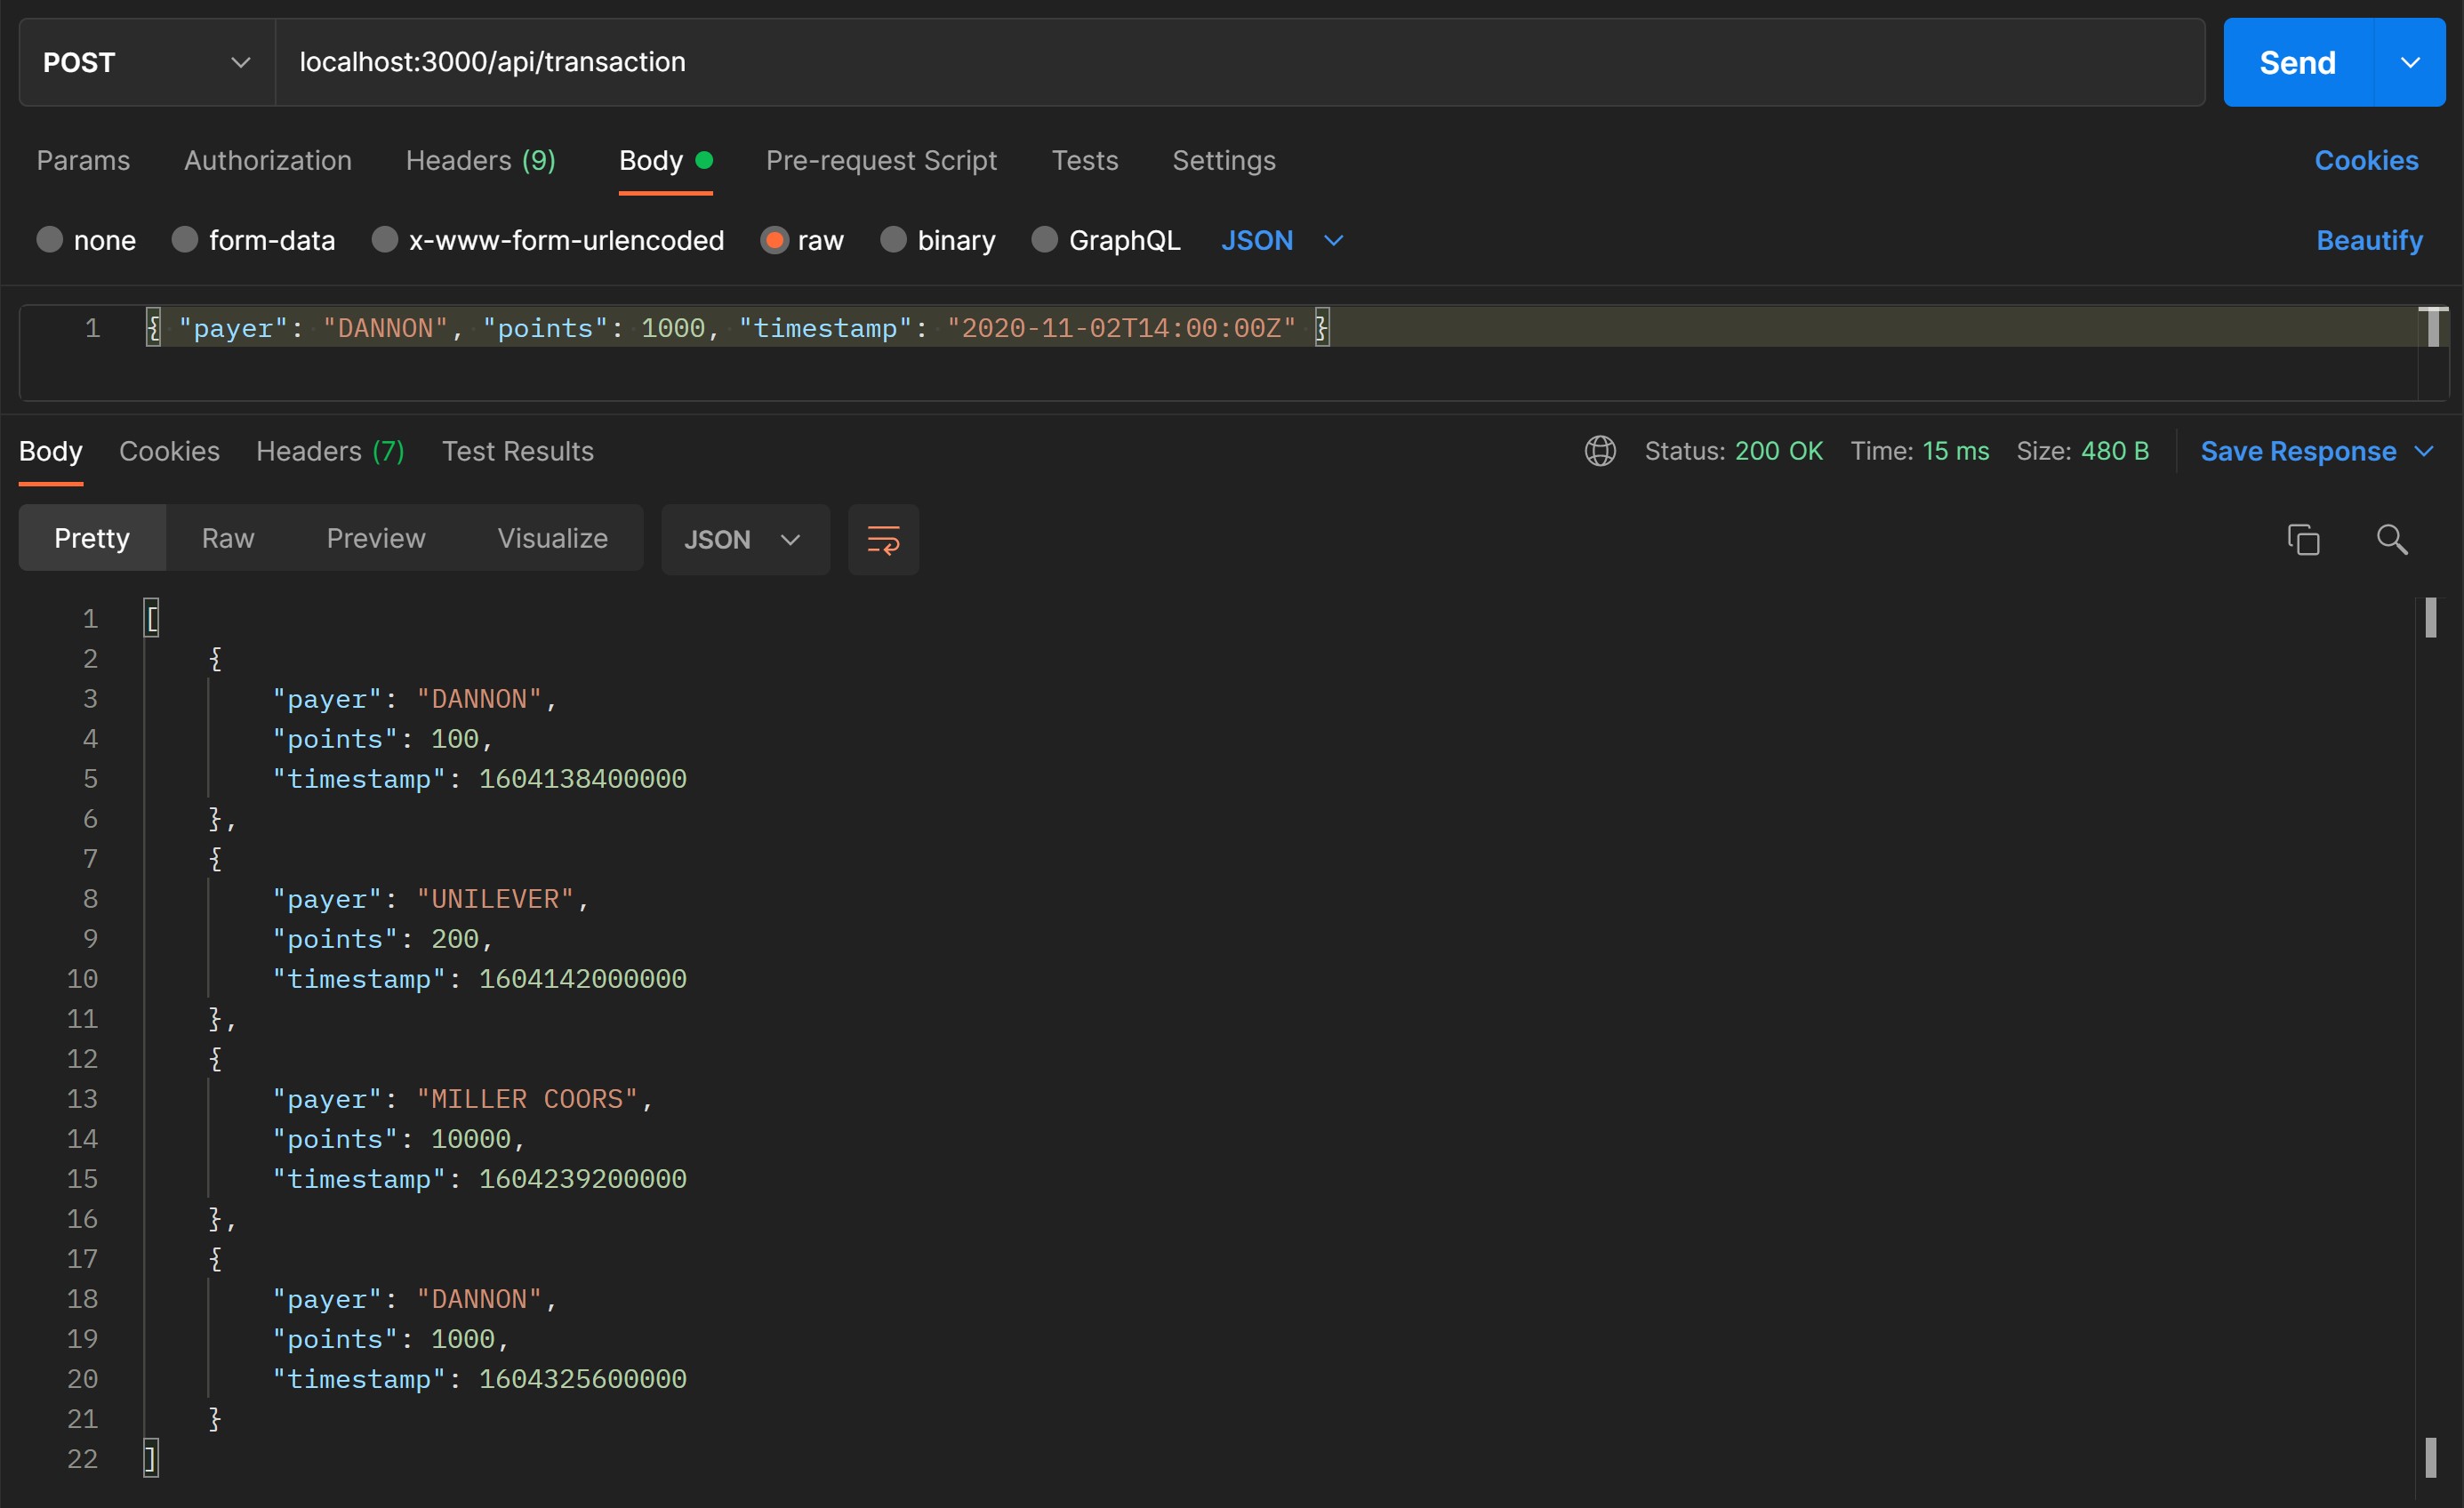 POST localhost:3000/api/transaction Send
Params Authorization Headers (9) Body Pre-request Script Tests Settings Cookies
none form-data x-www-form-urlencoded raw binary GraphQL JSON Beautify
1 { "payer": "DANNON", "points": 1000, "timestamp": "2020-11-02T14:00:00Z" }
Body Cookies Headers (7) Test Results Status: 200 OK Time: 15 ms Size: 480 B Save Response
Pretty Raw Preview Visualize JSON
1 [
2 {
3 "payer": "DANNON",
4 "points": 100,
5 "timestamp": 1604138400000
6 },
7 {
8 "payer": "UNILEVER",
9 "points": 200,
10 "timestamp": 1604142000000
11 },
12 {
13 "payer": "MILLER COORS",
14 "points": 10000,
15 "timestamp": 1604239200000
16 },
17 {
18 "payer": "DANNON",
19 "points": 1000,
20 "timestamp": 1604325600000
21 }
22 ]